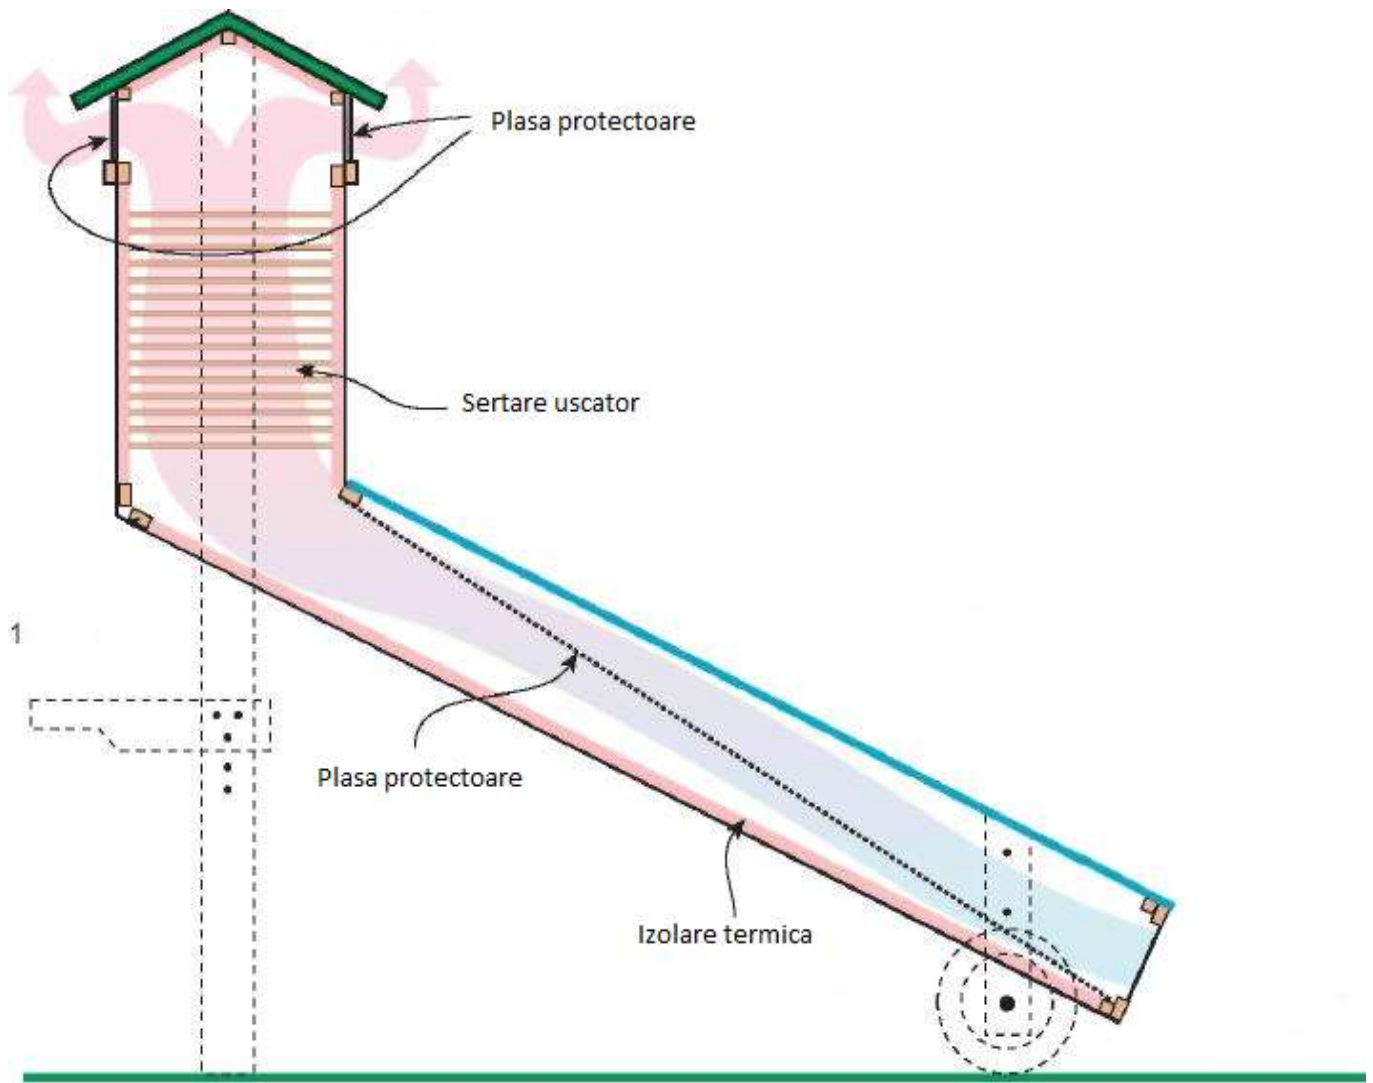 Plasa protectoare
Sertare uscator
1
Plasa protectoare
Izolare termica